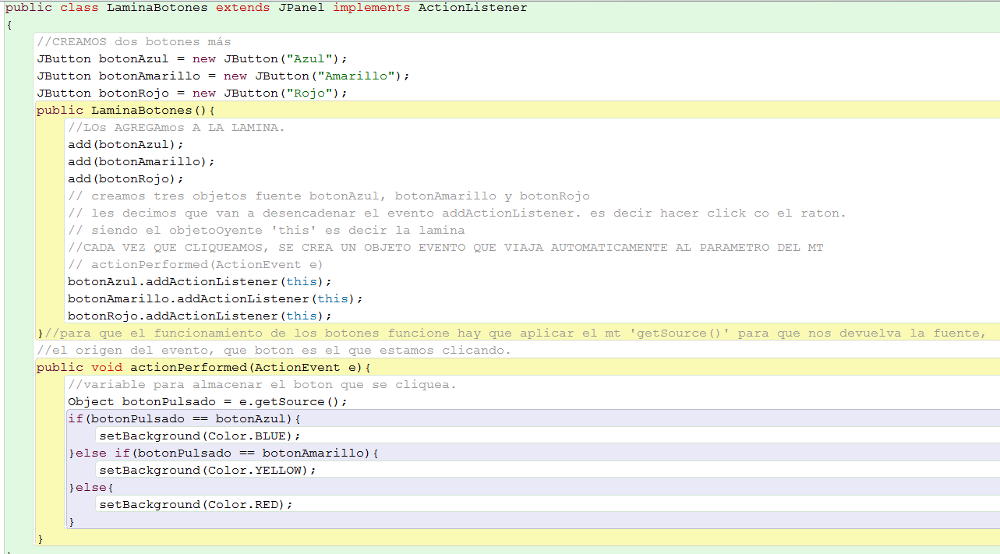 public class LaminaBotones extends JPanel implements ActionListener
{
//CREAMOS dos botones más
JButton botonAzul = new JButton("Azul");
JButton botonAmarillo = new JButton("Amarillo");
JButton botonRojo = new JButton("Rojo");
public LaminaBotones(){
//LOs AGREGAmos A LA LAMINA.
add(botonAzul);
add(botonAmarillo);
add(botonRojo);
// creamos tres objetos fuente botonAzul, botonAmarillo y botonRojo
// les decimos que van a desencadenar el evento addActionListener. es decir hacer click co el raton.
// siendo el objetoOyente 'this' es decir la lamina
//CADA VEZ QUE CLIQUEAMOS, SE CREA UN OBJETO EVENTO QUE VIAJA AUTOMATICAMENTE AL PARAMETRO DEL MT
// actionPerformed(ActionEvent e)
botonAzul.addActionListener(this);
botonAmarillo.addActionListener(this);
botonRojo.addActionListener(this);
}//para que el funcionamiento de los botones funcione hay que aplicar el mt 'getSource()' para que nos devuelva la fuente,
//el origen del evento, que boton es el que estamos clicando.
public void actionPerformed(ActionEvent e){
//variable para almacenar el boton que se cliquea.
Object botonPulsado = e.getSource();
if(botonPulsado == botonAzul){
setBackground(Color.BLUE);
}else if(botonPulsado == botonAmarillo){
setBackground(Color.YELLOW);
}else{
setBackground(Color.RED);
}
}